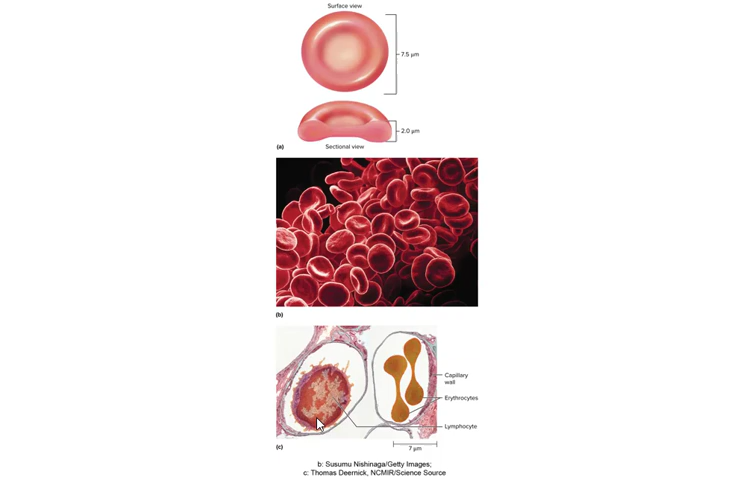 Surface view
7.5 µm
2.0 µm
(a)
Sectional view
(b)
Capillary
wall
Erythrocytes
Lymphocyte
(c)
7 µm
b: Susumu Nishinaga/Getty Images;
c: Thomas Deernick, NCMIR/Science Source